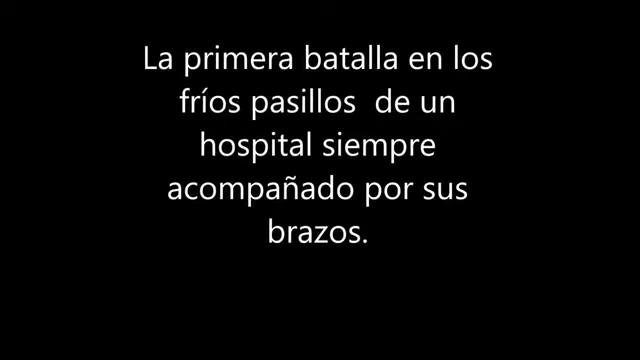 La primera batalla en los
fríos pasillos  de un
hospital siempre
acompañado por sus
brazos.